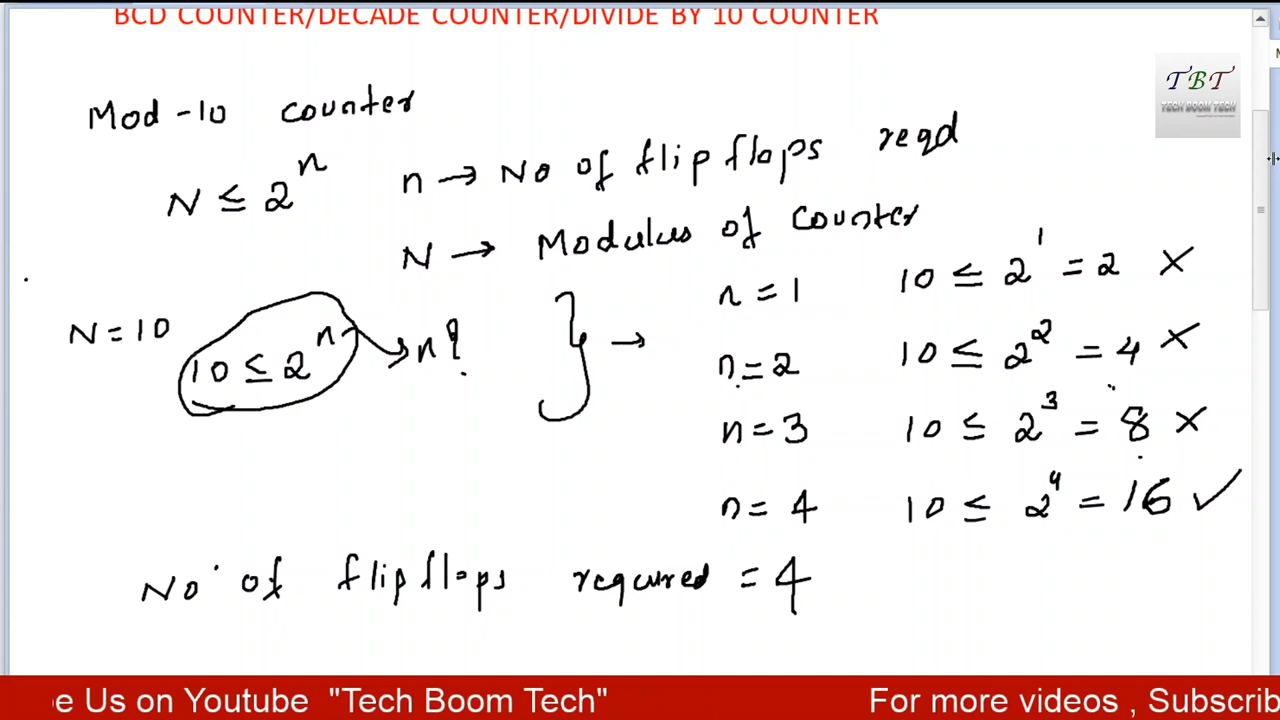 BCD COUNTER/DECADE COUNTER/DIVIDE BY 10 COUNTER
TBT
TECH BOOM TECH
Mod -10 counter
N ≤ 2^n
n → No of flipflops reqd
N → Modulus of counter
N = 10
10 ≤ 2^n → n?
} →
n = 1 10 ≤ 2^1 = 2 ✗
n = 2 10 ≤ 2^2 = 4 ✗
n = 3 10 ≤ 2^3 = 8 ✗
n = 4 10 ≤ 2^4 = 16 ✓
No of flipflops required = 4
be Us on Youtube "Tech Boom Tech" For more videos , Subscrib